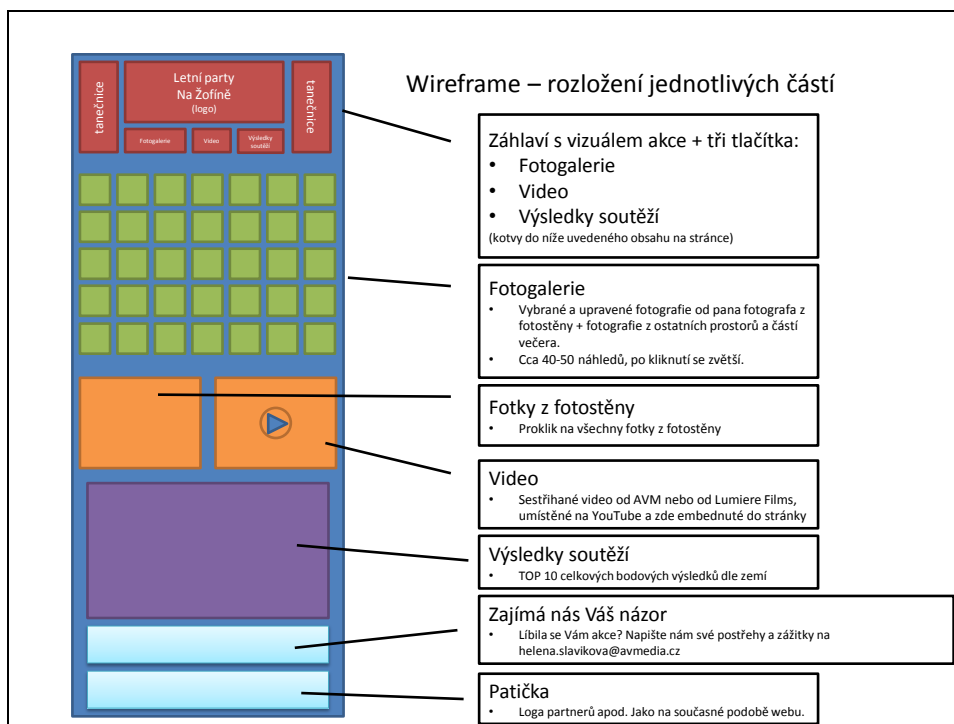 Wireframe – rozložení jednotlivých částí
tanečnice
Letní party
Na Žofíně
(logo)
tanečnice
Fotogalerie
Video
Výsledky
soutěží
Záhlaví s vizuálem akce + tři tlačítka:
• Fotogalerie
• Video
• Výsledky soutěží
(kotvy do níže uvedeného obsahu na stránce)
Fotogalerie
• Vybrané a upravené fotografie od pana fotografa z
fotostěny + fotografie z ostatních prostorů a částí
večera.
• Cca 40-50 náhledů, po kliknutí se zvětší.
Fotky z fotostěny
• Proklik na všechny fotky z fotostěny
Video
• Sestříhané video od AVM nebo od Lumiere Films,
umístěné na YouTube a zde embednuté do stránky
Výsledky soutěží
• TOP 10 celkových bodových výsledků dle zemí
Zajímá nás Váš názor
• Líbila se Vám akce? Napište nám své postřehy a zážitky na
helena.slavikova@avmedia.cz
Patička
• Loga partnerů apod. Jako na současné podobě webu.